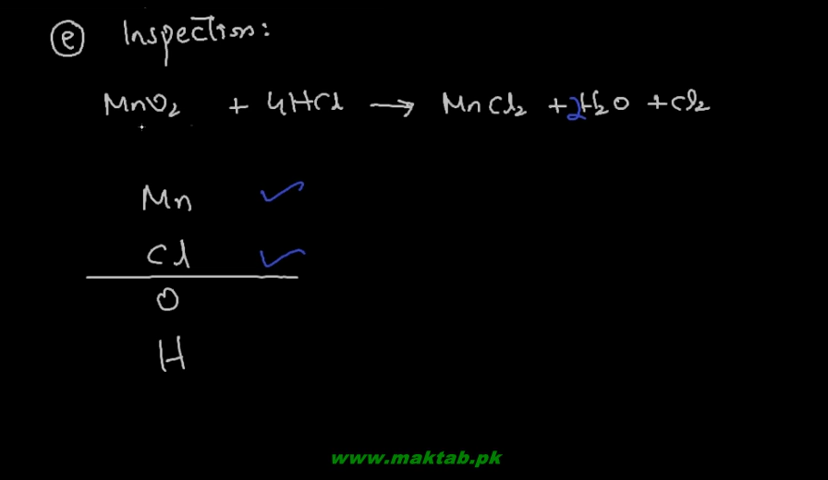 (e) Inspection:
MnO₂ + 4HCl → MnCl₂ + 2H₂O + Cl₂
Mn ✓
Cl ✓
O
H
www.maktab.pk